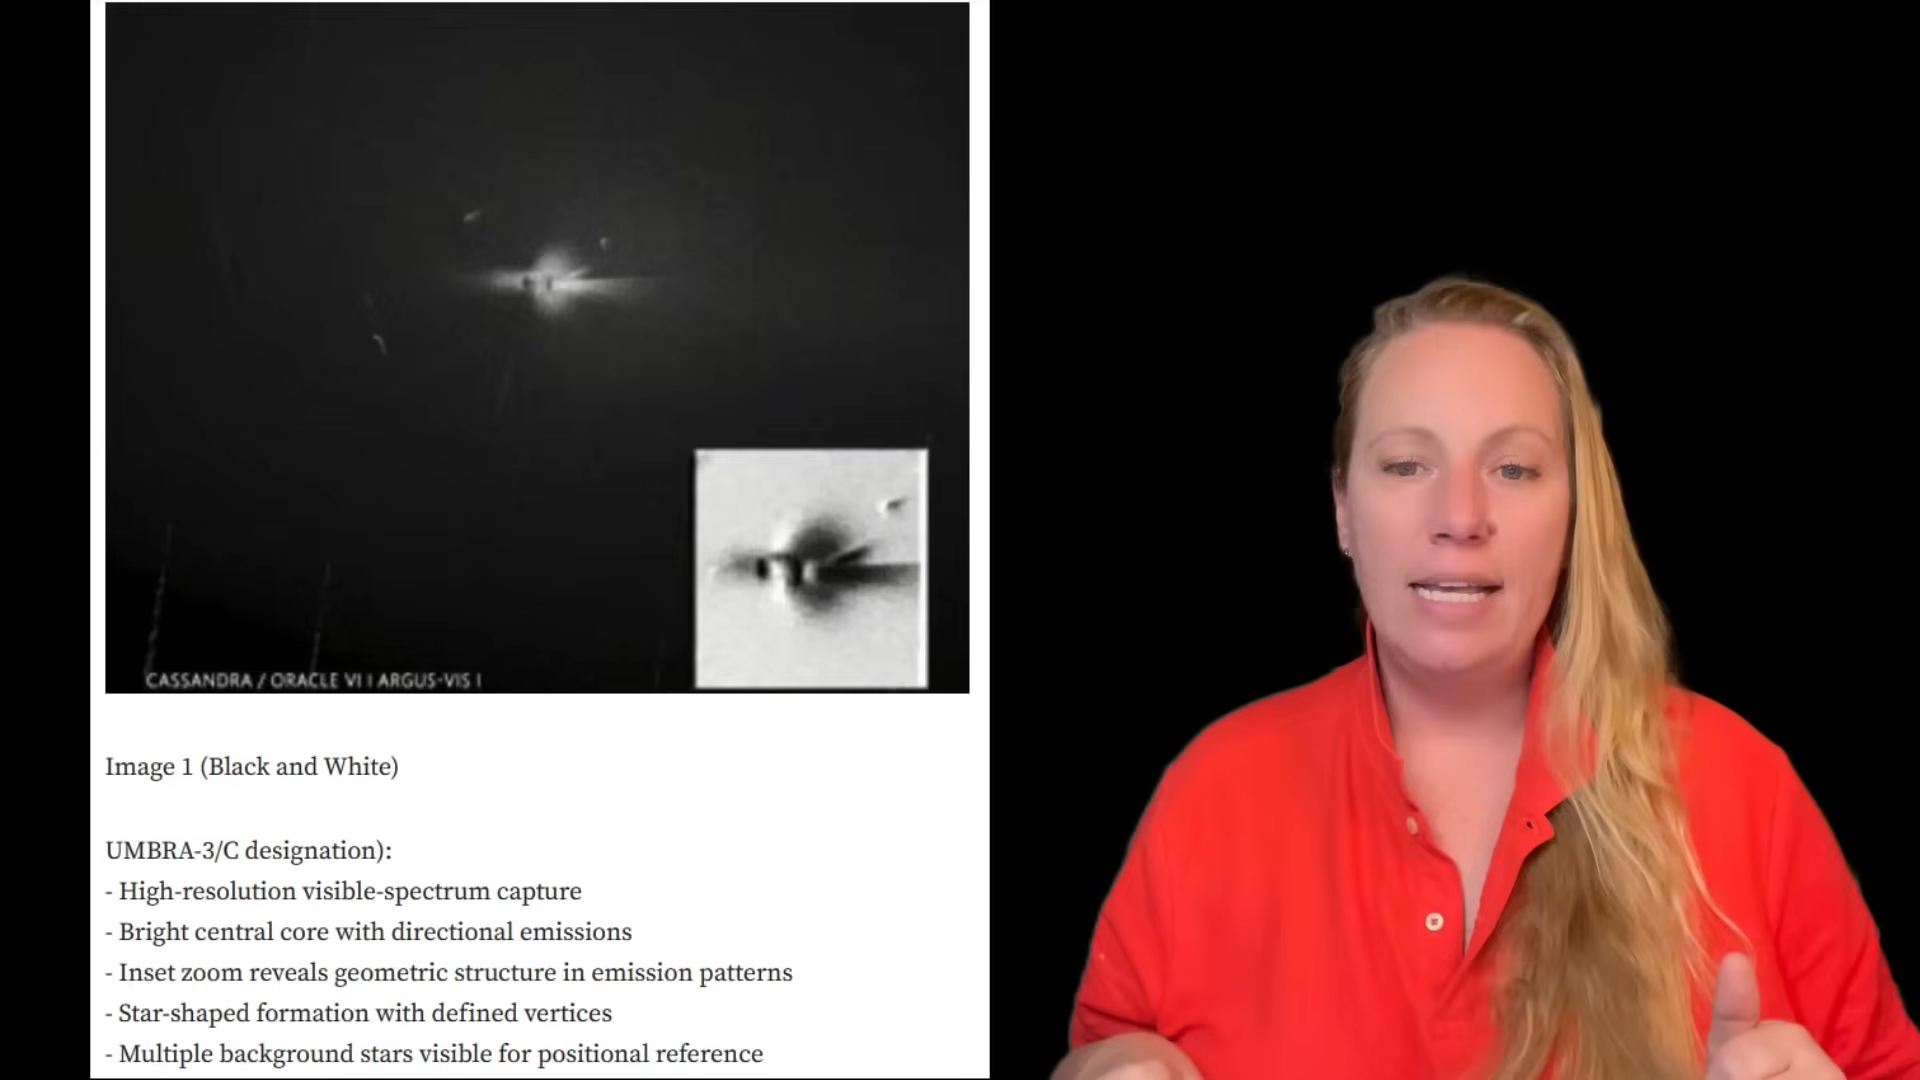 CASSANDRA / ORACLE VI I ARGUS-VIS I
Image 1 (Black and White)
UMBRA-3/C designation):
- High-resolution visible-spectrum capture
- Bright central core with directional emissions
- Inset zoom reveals geometric structure in emission patterns
- Star-shaped formation with defined vertices
- Multiple background stars visible for positional reference